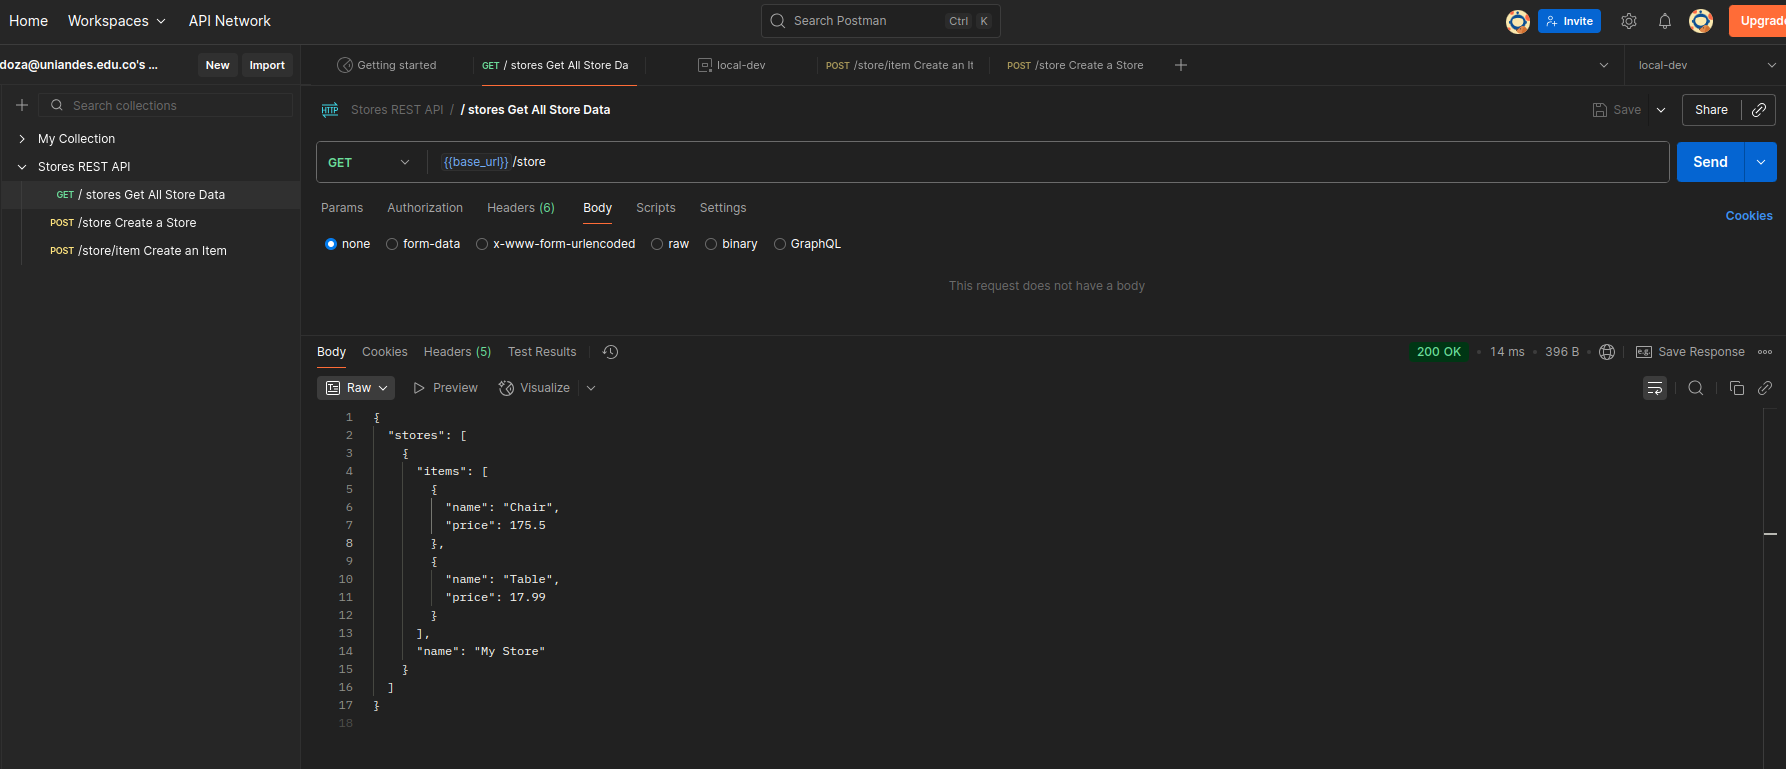 Home Workspaces API Network Search Postman Ctrl K Invite Upgrade
doza@uniandes.edu.co's ... New Import Getting started GET / stores Get All Store Da local-dev POST /store/item Create an It POST /store Create a Store local-dev
Search collections
Stores REST API / / stores Get All Store Data Save Share
My Collection
Stores REST API
GET / stores Get All Store Data
POST /store Create a Store
POST /store/item Create an Item
GET {{base_url}} /store Send
Params Authorization Headers (6) Body Scripts Settings Cookies
none form-data x-www-form-urlencoded raw binary GraphQL
This request does not have a body
Body Cookies Headers (5) Test Results 200 OK • 14 ms • 396 B e.g. Save Response
Raw Preview Visualize
1 {
2 "stores": [
3 {
4 "items": [
5 {
6 "name": "Chair",
7 "price": 175.5
8 },
9 {
10 "name": "Table",
11 "price": 17.99
12 }
13 ],
14 "name": "My Store"
15 }
16 ]
17 }
18